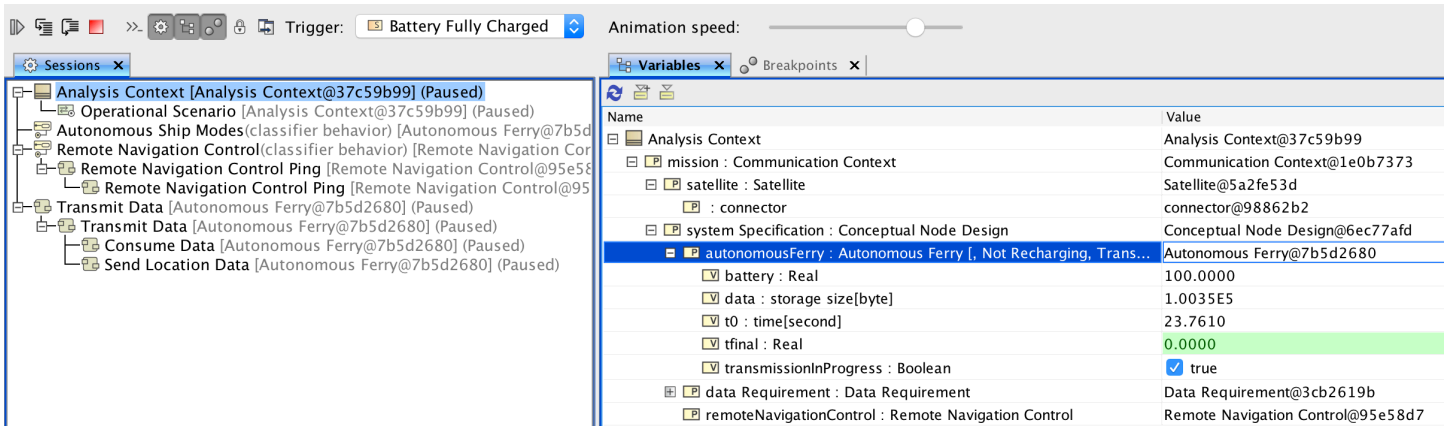 Trigger: S Battery Fully Charged Animation speed:
Sessions
Variables Breakpoints
Analysis Context [Analysis Context@37c59b99] (Paused)
Operational Scenario [Analysis Context@37c59b99] (Paused)
Autonomous Ship Modes(classifier behavior) [Autonomous Ferry@7b5d
Remote Navigation Control(classifier behavior) [Remote Navigation Cor
Remote Navigation Control Ping [Remote Navigation Control@95e58
Remote Navigation Control Ping [Remote Navigation Control@95
Transmit Data [Autonomous Ferry@7b5d2680] (Paused)
Transmit Data [Autonomous Ferry@7b5d2680] (Paused)
Consume Data [Autonomous Ferry@7b5d2680] (Paused)
Send Location Data [Autonomous Ferry@7b5d2680] (Paused)
Name Value
Analysis Context Analysis Context@37c59b99
P mission : Communication Context Communication Context@1e0b7373
P satellite : Satellite Satellite@5a2fe53d
P : connector connector@98862b2
P system Specification : Conceptual Node Design Conceptual Node Design@6ec77afd
P autonomousFerry : Autonomous Ferry [, Not Recharging, Trans... Autonomous Ferry@7b5d2680
V battery : Real 100.0000
V data : storage size[byte] 1.0035E5
V t0 : time[second] 23.7610
V tfinal : Real 0.0000
V transmissionInProgress : Boolean true
P data Requirement : Data Requirement Data Requirement@3cb2619b
P remoteNavigationControl : Remote Navigation Control Remote Navigation Control@95e58d7